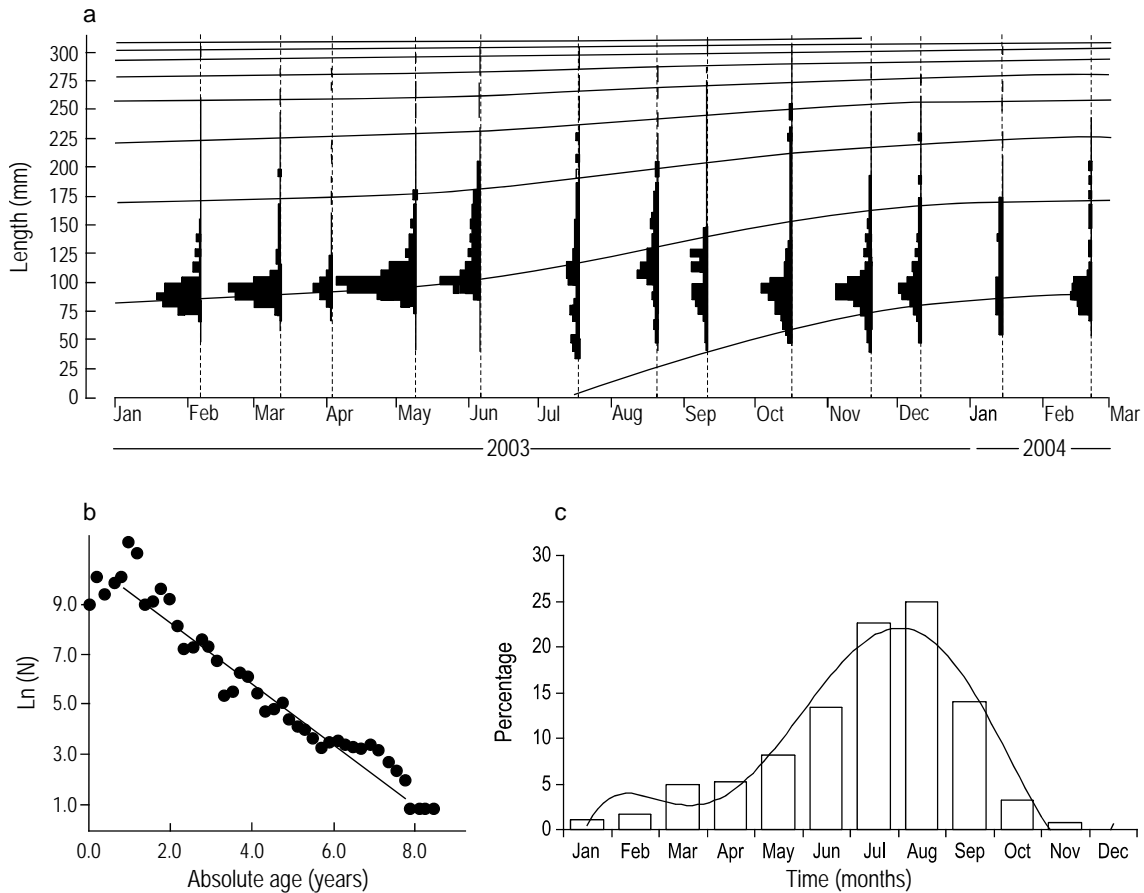 a
300
275
250
225
200
175
150
125
100
75
50
25
0
Length (mm)
Jan Feb Mar Apr May Jun Jul Aug Sep Oct Nov Dec Jan Feb Mar
2003 2004
b
9.0
7.0
5.0
3.0
1.0
Ln (N)
0.0 2.0 4.0 6.0 8.0
Absolute age (years)
c
30
25
20
15
10
5
0
Percentage
Jan Feb Mar Apr May Jun Jul Aug Sep Oct Nov Dec
Time (months)